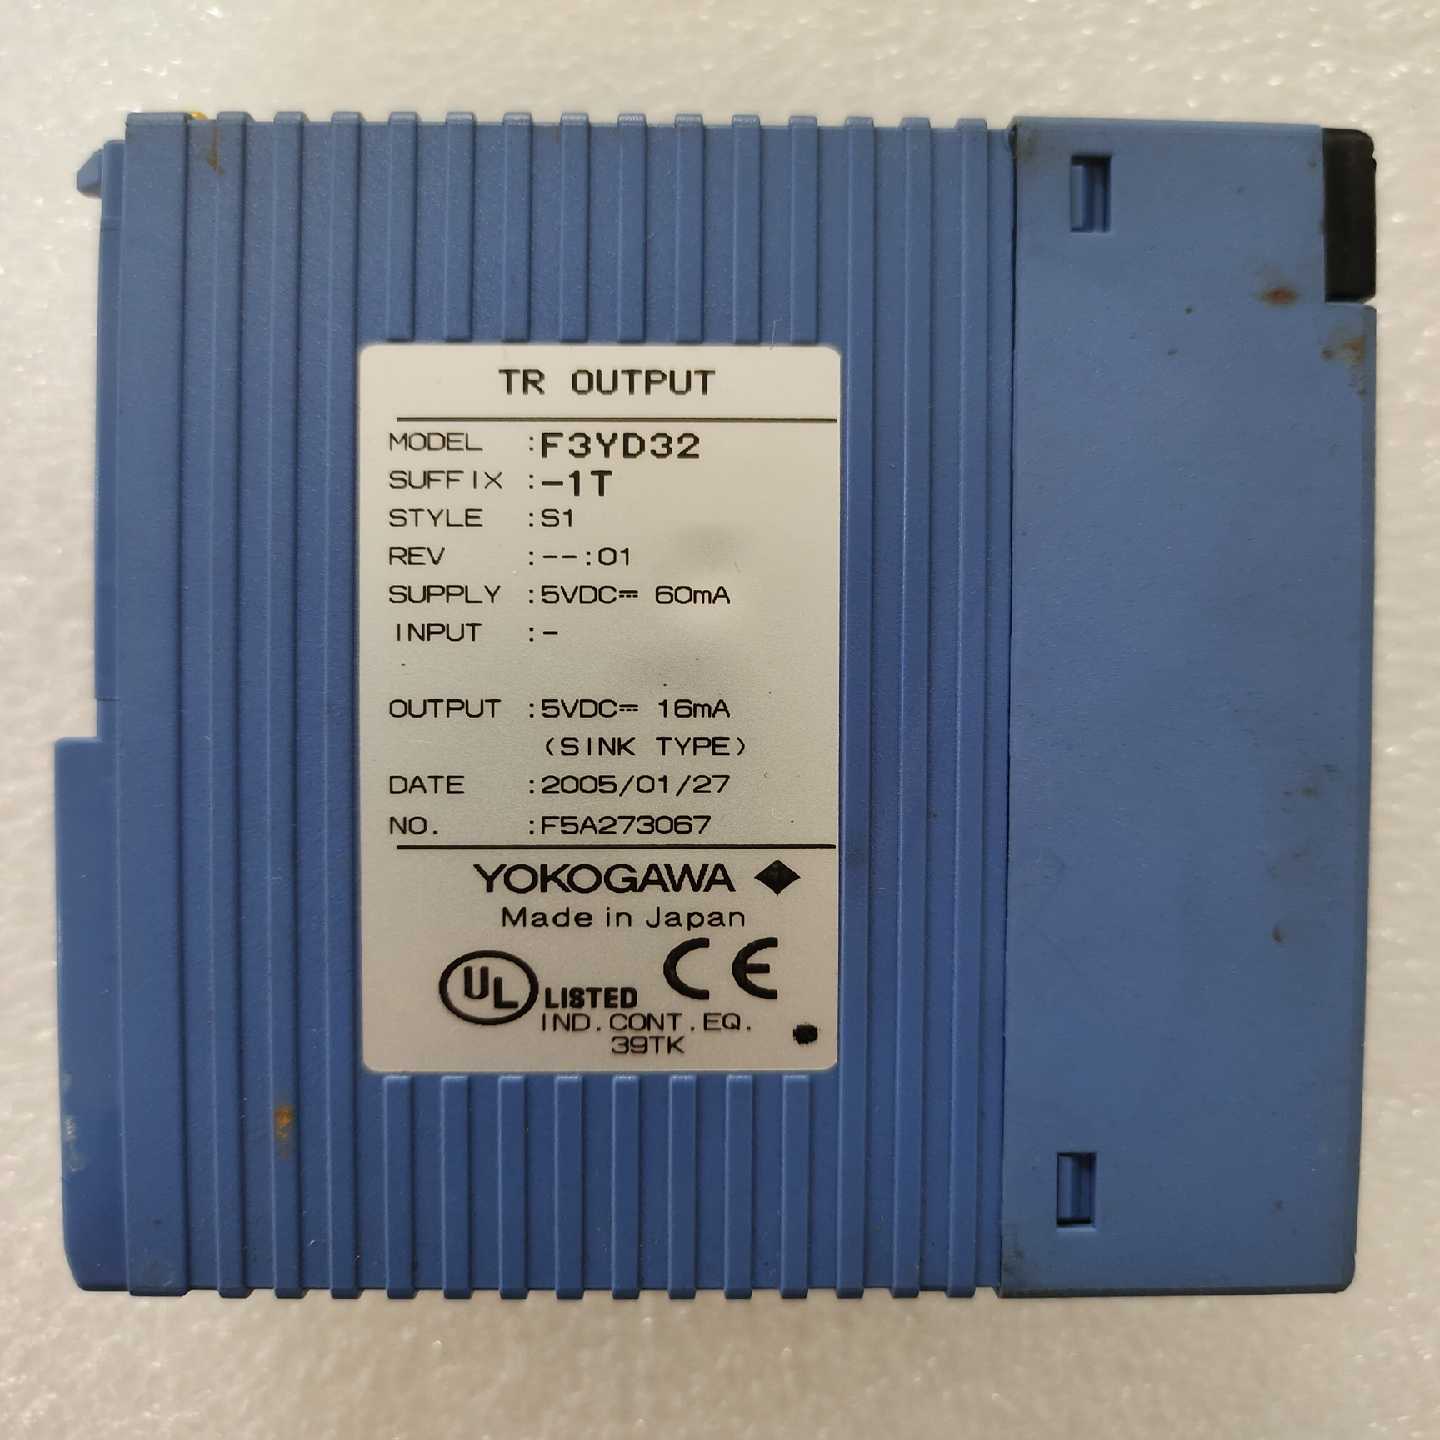 TR OUTPUT
MODEL :F3YD32
SUFFIX :-1T
STYLE :S1
REV :--:01
SUPPLY :5VDC⎓ 60mA
INPUT :-
OUTPUT :5VDC⎓ 16mA
(SINK TYPE)
DATE :2005/01/27
NO. :F5A273067
YOKOGAWA
Made in Japan
UL LISTED CE
IND.CONT.EQ.
39TK